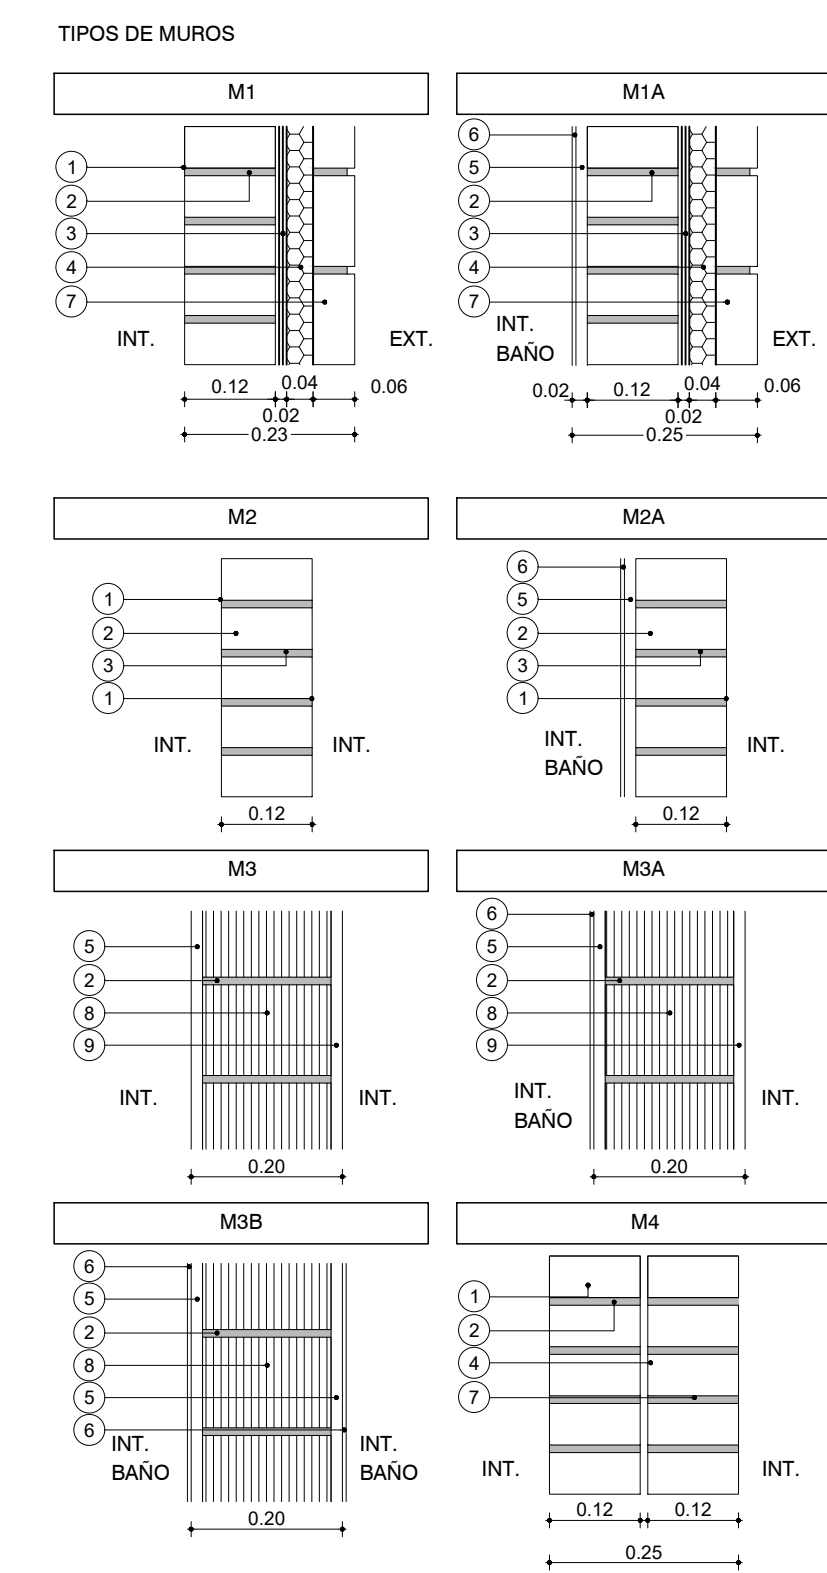 TIPOS DE MUROS
M1
1
2
3
4
7
INT.
EXT.
0.12
0.04
0.06
0.02
0.23
M1A
6
5
2
3
4
7
INT.
BAÑO
EXT.
0.02
0.12
0.04
0.06
0.02
0.25
M2
1
2
3
1
INT.
INT.
0.12
M2A
6
5
2
3
1
INT.
BAÑO
INT.
0.12
M3
5
2
8
9
INT.
INT.
0.20
M3A
6
5
2
8
9
INT.
BAÑO
INT.
0.20
M3B
6
5
2
8
5
6
INT.
BAÑO
INT.
BAÑO
0.20
M4
1
2
4
7
INT.
INT.
0.12
0.12
0.25